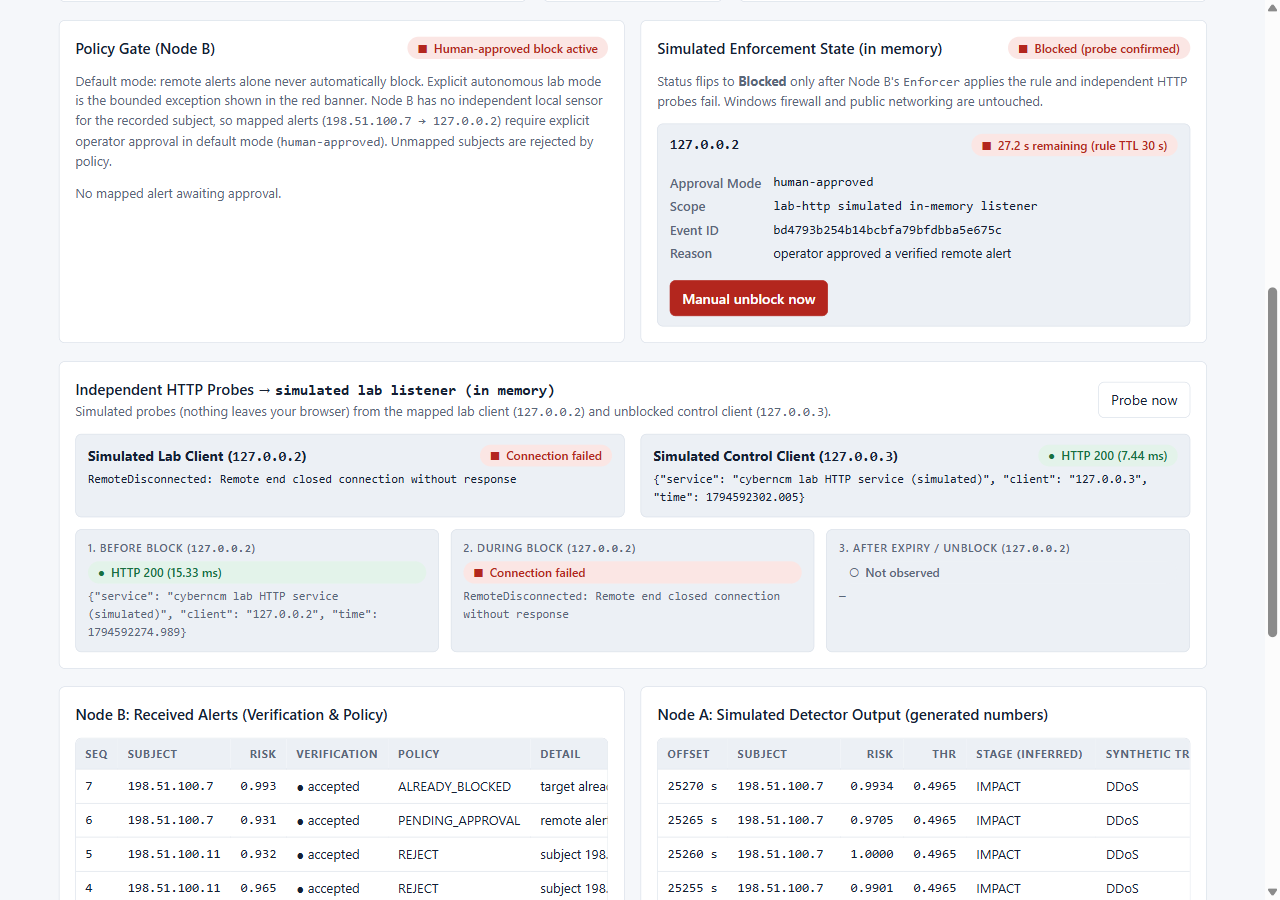 Policy Gate (Node B)
■ Human-approved block active
Default mode: remote alerts alone never automatically block. Explicit autonomous lab mode
is the bounded exception shown in the red banner. Node B has no independent local sensor
for the recorded subject, so mapped alerts (198.51.100.7 → 127.0.0.2) require explicit
operator approval in default mode (human-approved). Unmapped subjects are rejected by
policy.
No mapped alert awaiting approval.
Simulated Enforcement State (in memory)
■ Blocked (probe confirmed)
Status flips to Blocked only after Node B's Enforcer applies the rule and independent HTTP
probes fail. Windows firewall and public networking are untouched.
127.0.0.2
■ 27.2 s remaining (rule TTL 30 s)
Approval Mode human-approved
Scope lab-http simulated in-memory listener
Event ID bd4793b254b14bcbfa79bfdbba5e675c
Reason operator approved a verified remote alert
Manual unblock now
Independent HTTP Probes → simulated lab listener (in memory)
Simulated probes (nothing leaves your browser) from the mapped lab client (127.0.0.2) and unblocked control client (127.0.0.3).
Probe now
Simulated Lab Client (127.0.0.2)
■ Connection failed
RemoteDisconnected: Remote end closed connection without response
Simulated Control Client (127.0.0.3)
● HTTP 200 (7.44 ms)
{"service": "cyberncm lab HTTP service (simulated)", "client": "127.0.0.3",
"time": 1794592302.005}
1. BEFORE BLOCK (127.0.0.2)
● HTTP 200 (15.33 ms)
{"service": "cyberncm lab HTTP service
(simulated)", "client": "127.0.0.2", "time":
1794592274.989}
2. DURING BLOCK (127.0.0.2)
■ Connection failed
RemoteDisconnected: Remote end closed connection
without response
3. AFTER EXPIRY / UNBLOCK (127.0.0.2)
○ Not observed
—
Node B: Received Alerts (Verification & Policy)
SEQ SUBJECT RISK VERIFICATION POLICY DETAIL
7 198.51.100.7 0.993 ● accepted ALREADY_BLOCKED target alrea
6 198.51.100.7 0.931 ● accepted PENDING_APPROVAL remote aler
5 198.51.100.11 0.932 ● accepted REJECT subject 198.
4 198.51.100.11 0.965 ● accepted REJECT subject 198.
Node A: Simulated Detector Output (generated numbers)
OFFSET SUBJECT RISK THR STAGE (INFERRED) SYNTHETIC TR
25270 s 198.51.100.7 0.9934 0.4965 IMPACT DDoS
25265 s 198.51.100.7 0.9705 0.4965 IMPACT DDoS
25260 s 198.51.100.7 1.0000 0.4965 IMPACT DDoS
25255 s 198.51.100.7 0.9901 0.4965 IMPACT DDoS